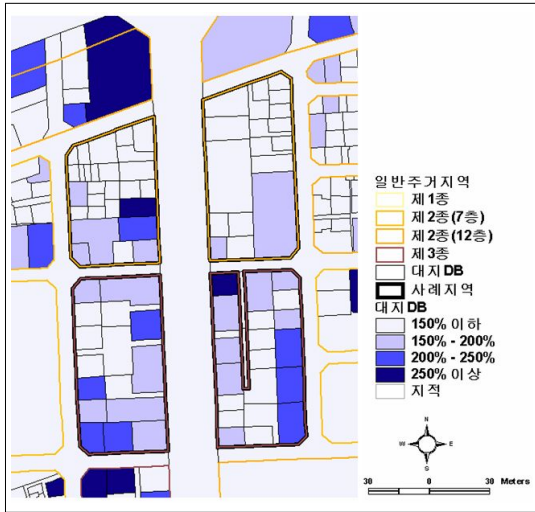 일반주거지역
제1종
제2종(7층)
제2종(12층)
제3종
대지DB
사례지역
대지DB
150% 이하
150% - 200%
200% - 250%
250% 이상
지적
N
W E
S
30 0 30 Meters